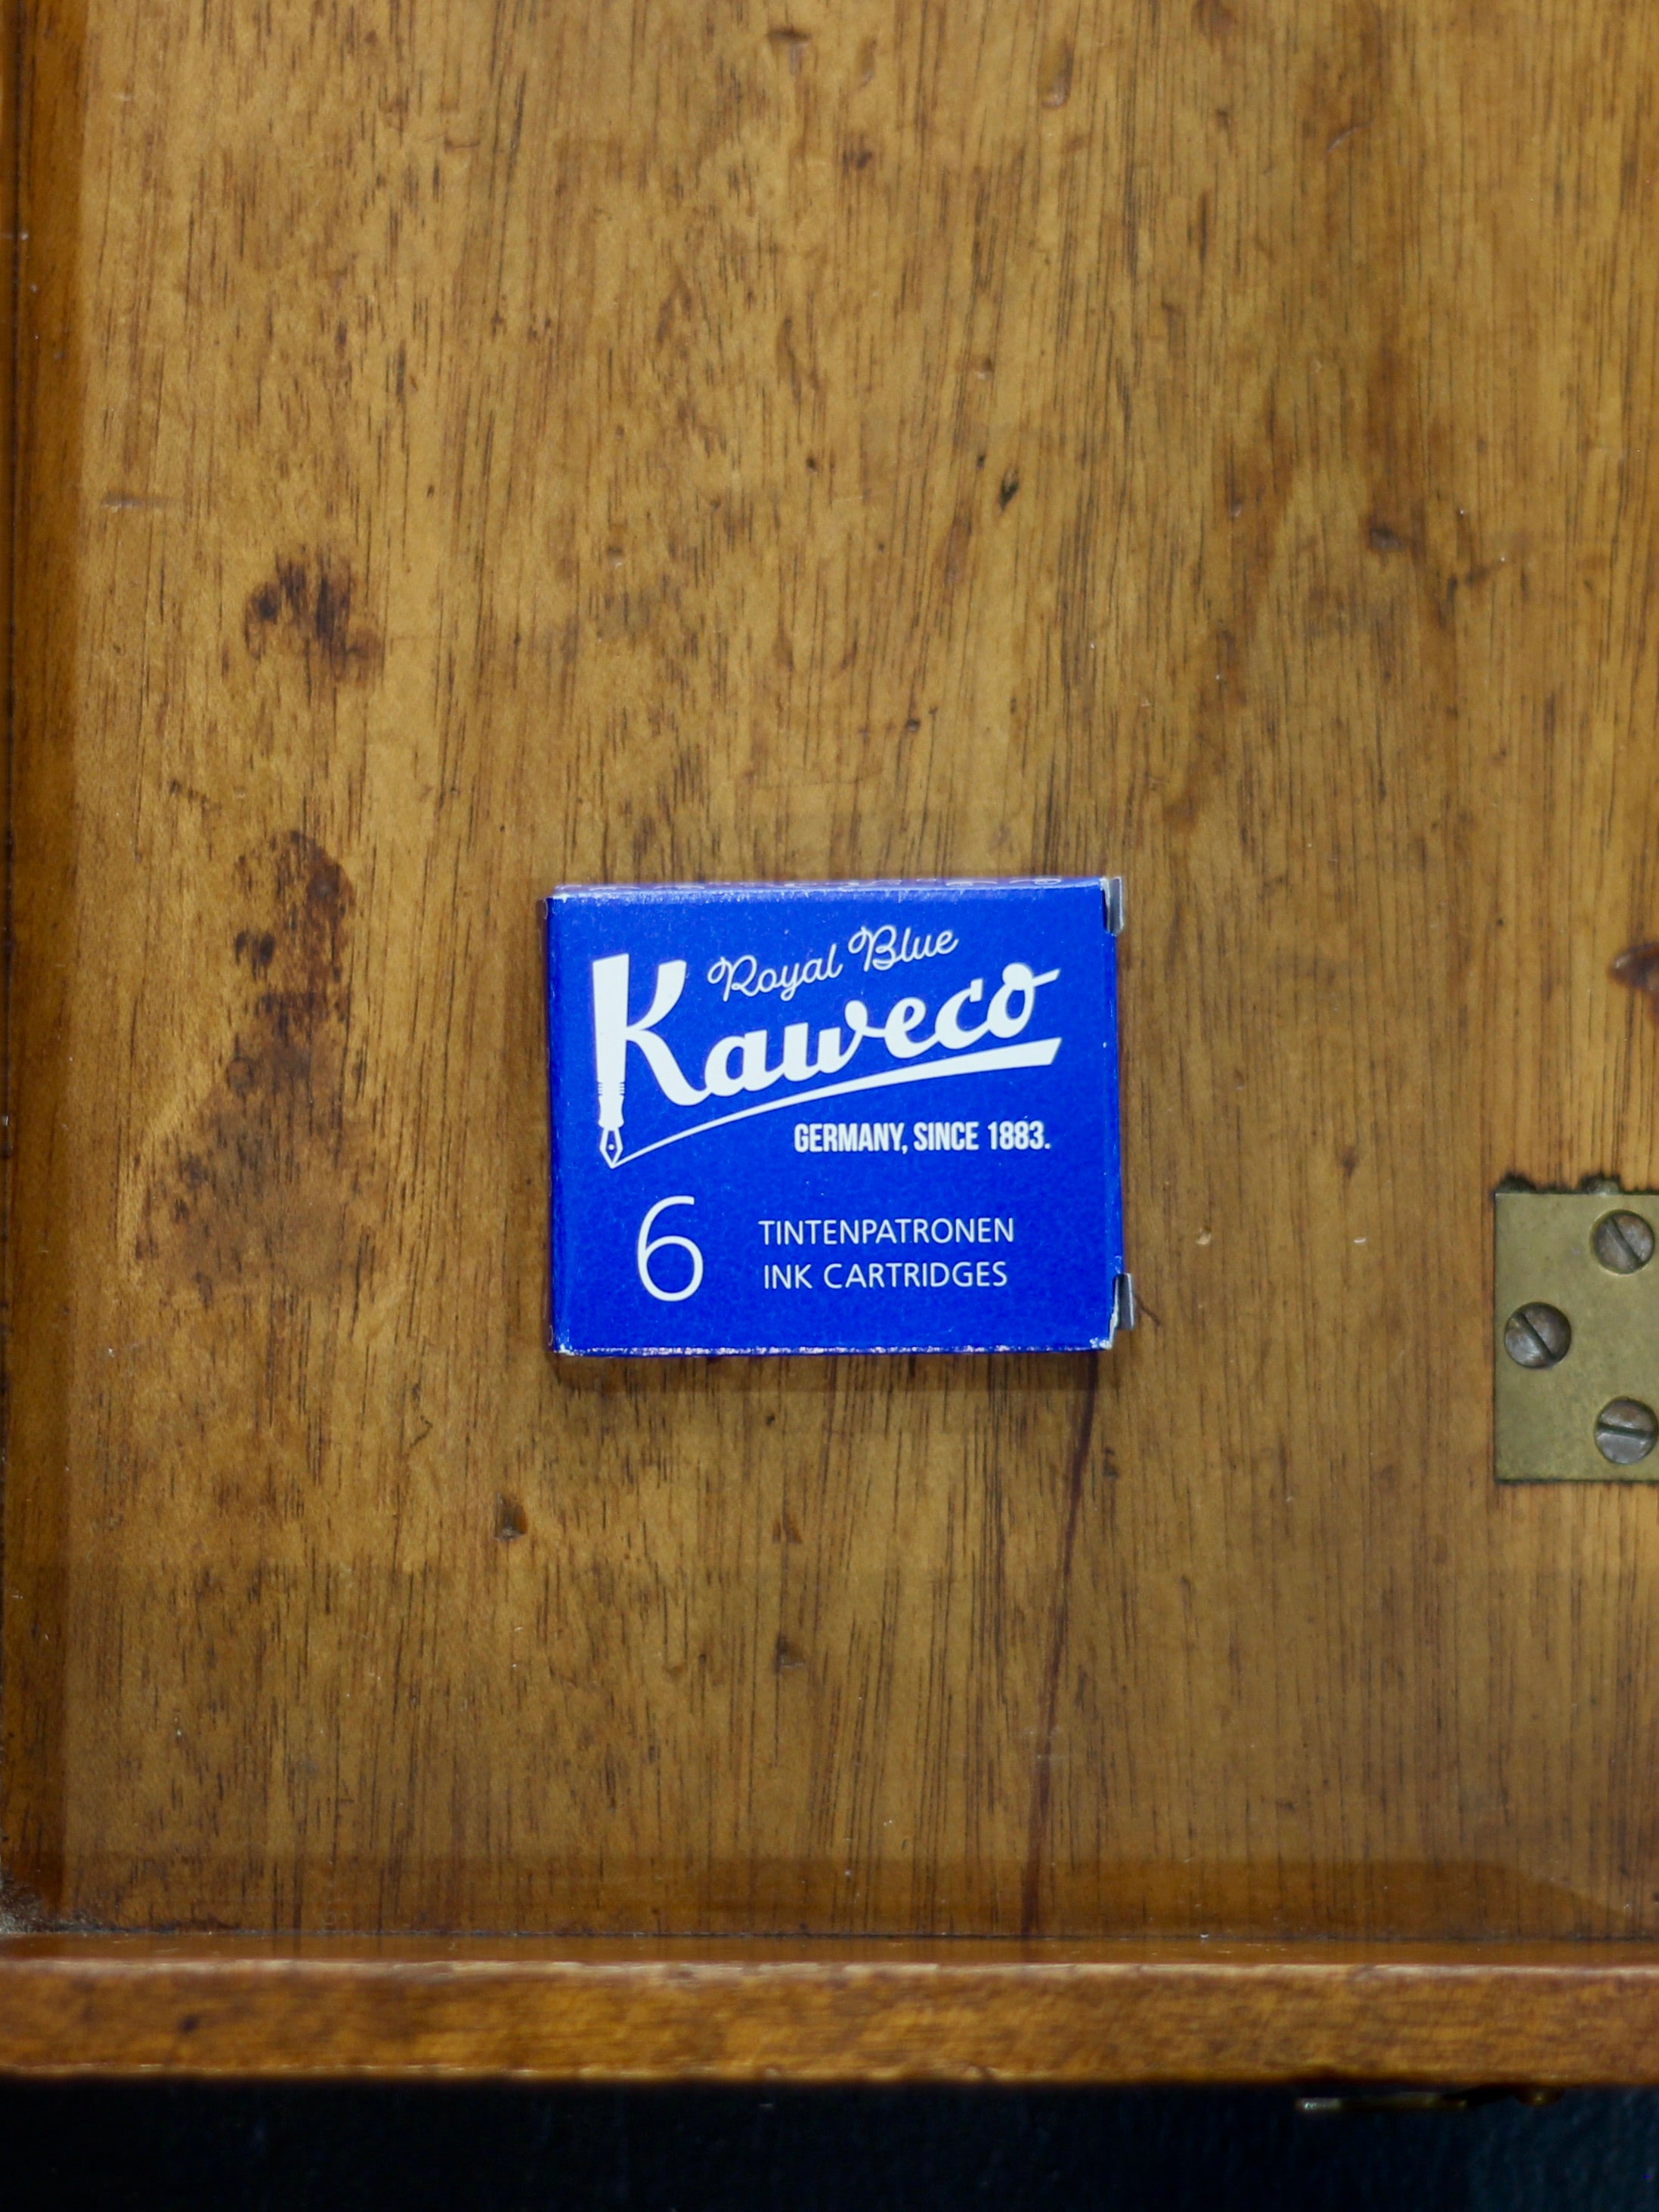 Royal Blue
Kaweco
GERMANY, SINCE 1883.
6 TINTENPATRONEN
INK CARTRIDGES